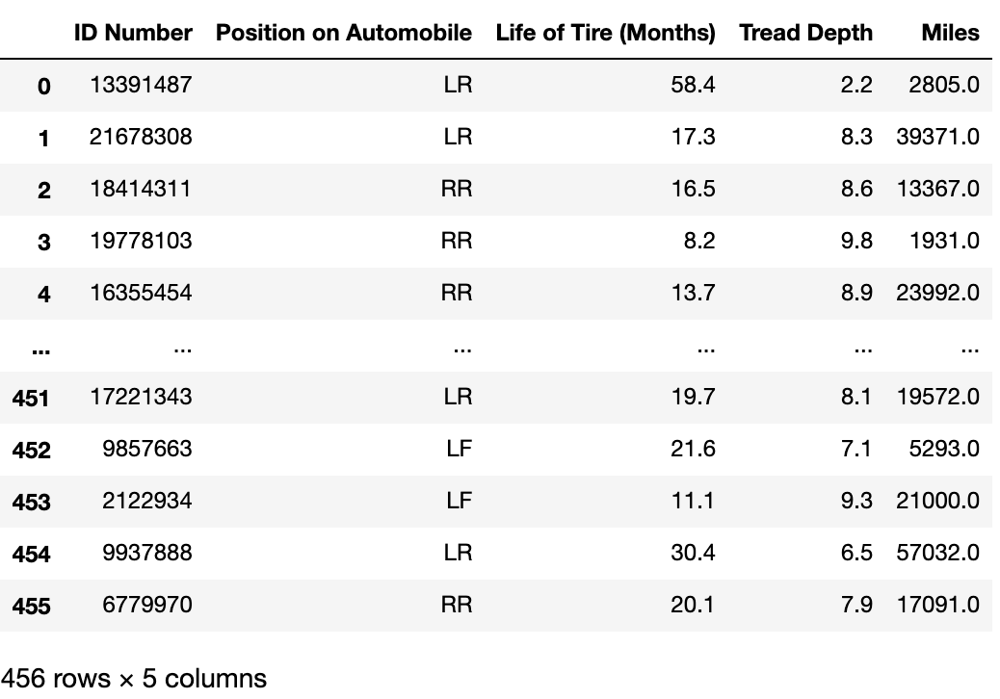 ID Number Position on Automobile Life of Tire (Months) Tread Depth Miles
0 13391487 LR 58.4 2.2 2805.0
1 21678308 LR 17.3 8.3 39371.0
2 18414311 RR 16.5 8.6 13367.0
3 19778103 RR 8.2 9.8 1931.0
4 16355454 RR 13.7 8.9 23992.0
... ... ... ... ... ...
451 17221343 LR 19.7 8.1 19572.0
452 9857663 LF 21.6 7.1 5293.0
453 2122934 LF 11.1 9.3 21000.0
454 9937888 LR 30.4 6.5 57032.0
455 6779970 RR 20.1 7.9 17091.0
456 rows × 5 columns